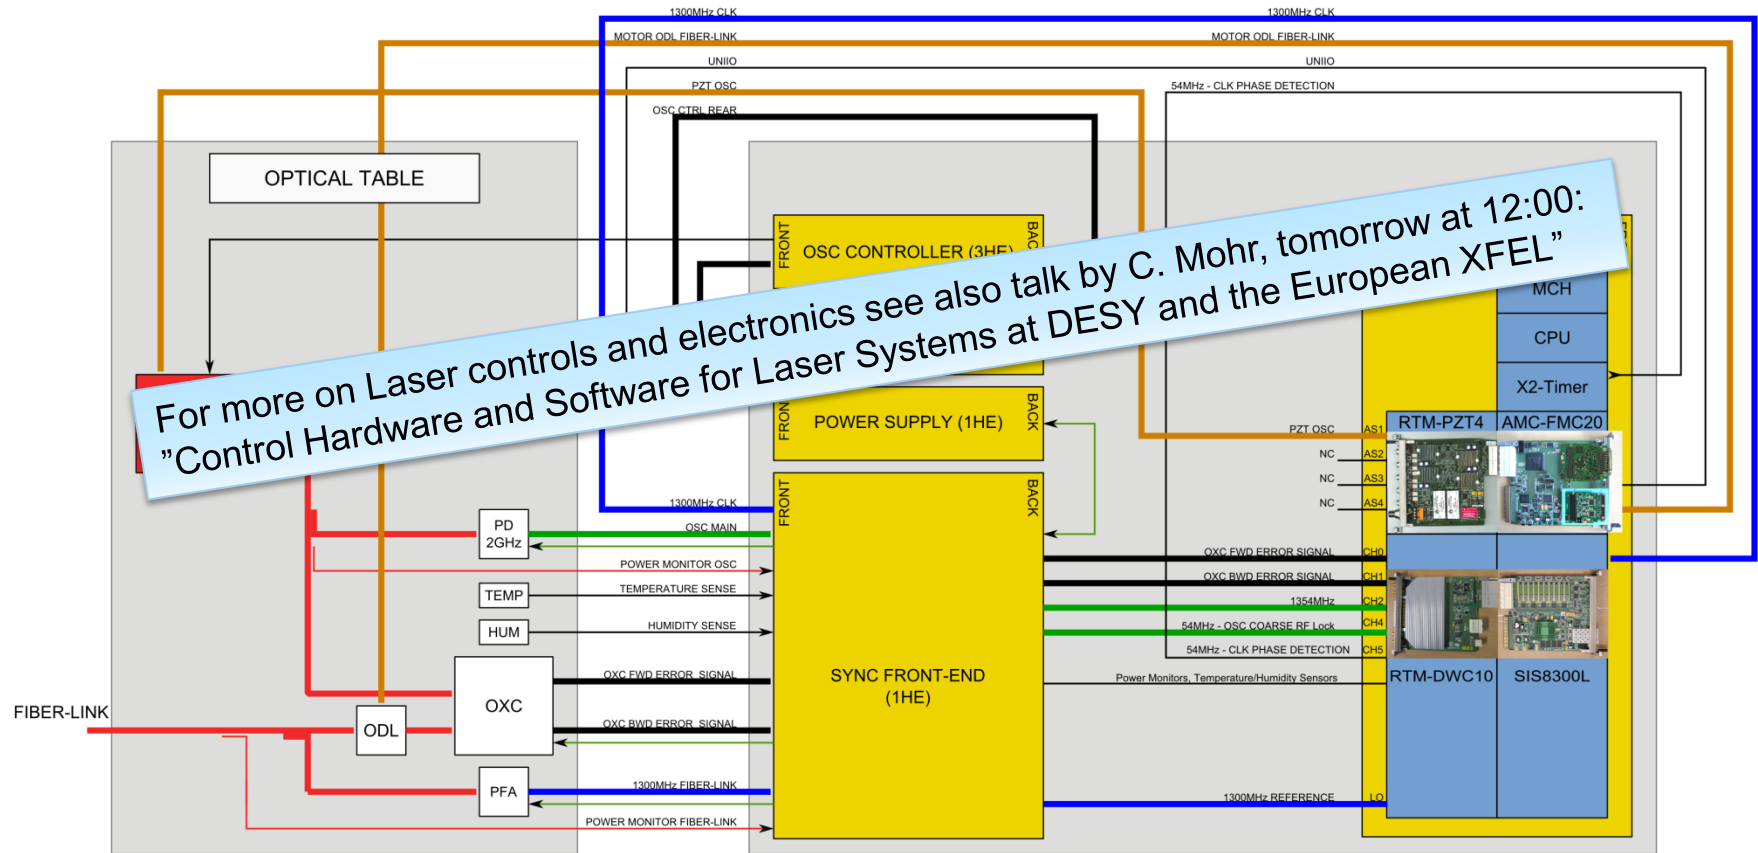 1300MHz CLK
1300MHz CLK
MOTOR ODL FIBER-LINK
MOTOR ODL FIBER-LINK
UNIIO
UNIIO
PZT OSC
54MHz - CLK PHASE DETECTION
OSC CTRL REAR
OPTICAL TABLE
FRONT
OSC CONTROLLER (3HE)
BACK
For more on Laser controls and electronics see also talk by C. Mohr, tomorrow at 12:00:
”Control Hardware and Software for Laser Systems at DESY and the European XFEL”
MCH
CPU
X2-Timer
FRONT
POWER SUPPLY (1HE)
BACK
RTM-PZT4
AMC-FMC20
PZT OSC
AS1
NC
AS2
NC
AS3
NC
AS4
1300MHz CLK
FRONT
BACK
PD
2GHz
OSC MAIN
POWER MONITOR OSC
TEMP
TEMPERATURE SENSE
HUM
HUMIDITY SENSE
OXC FWD ERROR SIGNAL
CH0
OXC BWD ERROR SIGNAL
CH1
1354MHz
CH2
54MHz - OSC COARSE RF Lock
CH4
54MHz - CLK PHASE DETECTION
CH5
OXC FWD ERROR SIGNAL
OXC
SYNC FRONT-END
(1HE)
Power Monitors, Temperature/Humidity Sensors
RTM-DWC10
SIS8300L
FIBER-LINK
ODL
OXC BWD ERROR SIGNAL
PFA
1300MHz FIBER-LINK
1300MHz REFERENCE
LO
POWER MONITOR FIBER-LINK